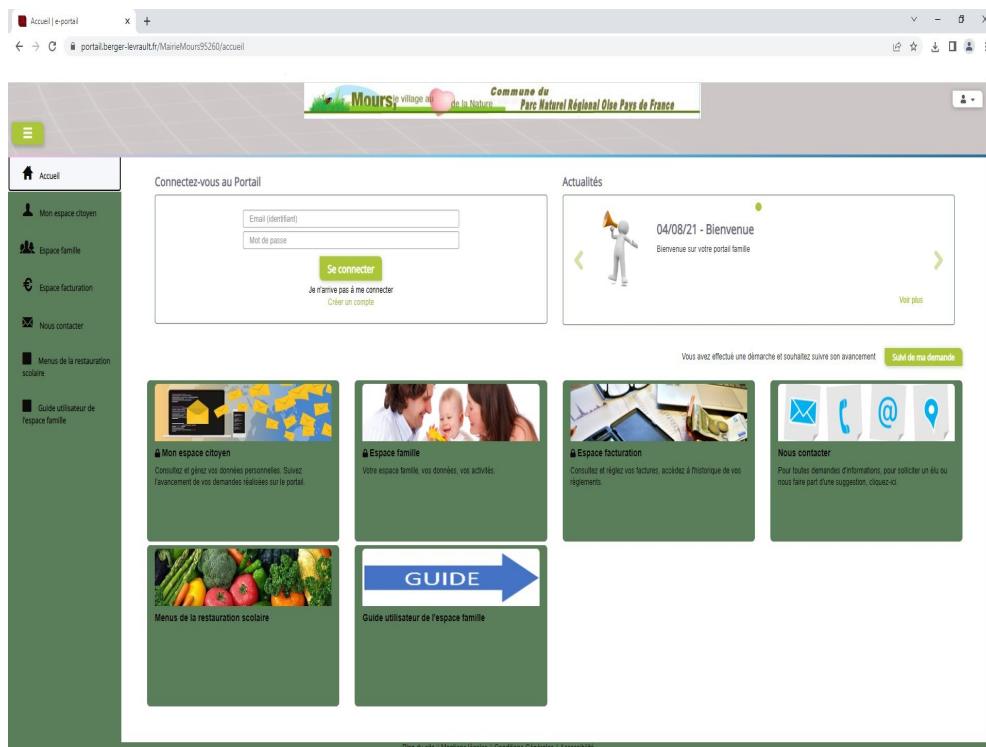 Accueil | e-portail
portail.berger-levrault.fr/MairieMours95260/accueil
Mours, le village au de la Nature
Commune du
Parc Naturel Régional Oise Pays de France
Accueil
Mon espace citoyen
Espace famille
Espace facturation
Nous contacter
Menus de la restauration
scolaire
Guide utilisateur de
l'espace famille
Connectez-vous au Portail
Email (identifiant)
Mot de passe
Se connecter
Je n'arrive pas à me connecter
Créer un compte
Actualités
04/08/21 - Bienvenue
Bienvenue sur votre portail famille
Voir plus
Vous avez effectué une démarche et souhaitez suivre son avancement
Suivi de ma demande
Mon espace citoyen
Consultez et gérez vos données personnelles. Suivez
l'avancement de vos demandes réalisées sur le portail.
Espace famille
Votre espace famille, vos données, vos activités.
Espace facturation
Consultez et réglez vos factures, accédez à l'historique de vos
règlements.
Nous contacter
Pour toutes demandes d'informations, pour solliciter un élu ou
nous faire part d'une suggestion, cliquez-ici.
Menus de la restauration scolaire
GUIDE
Guide utilisateur de l'espace famille
Plan du site | Mentions légales | Conditions Générales | Accessibilité